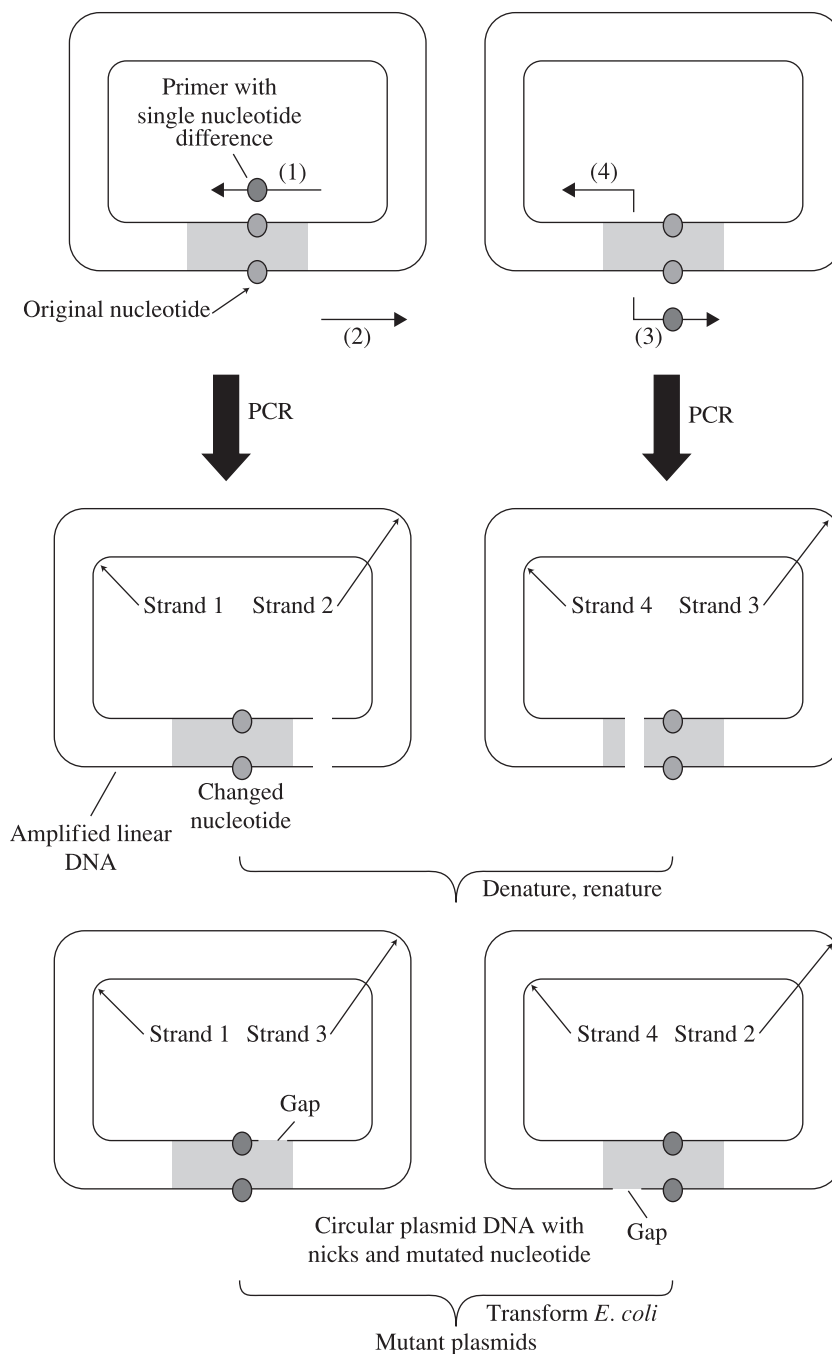 Primer with
single nucleotide
difference
(1)
(4)
Original nucleotide
(2)
(3)
PCR
PCR
Strand 1
Strand 2
Strand 4
Strand 3
Changed
nucleotide
Amplified linear
DNA
Denature, renature
Strand 1
Strand 3
Strand 4
Strand 2
Gap
Gap
Circular plasmid DNA with
nicks and mutated nucleotide
Transform E. coli
Mutant plasmids